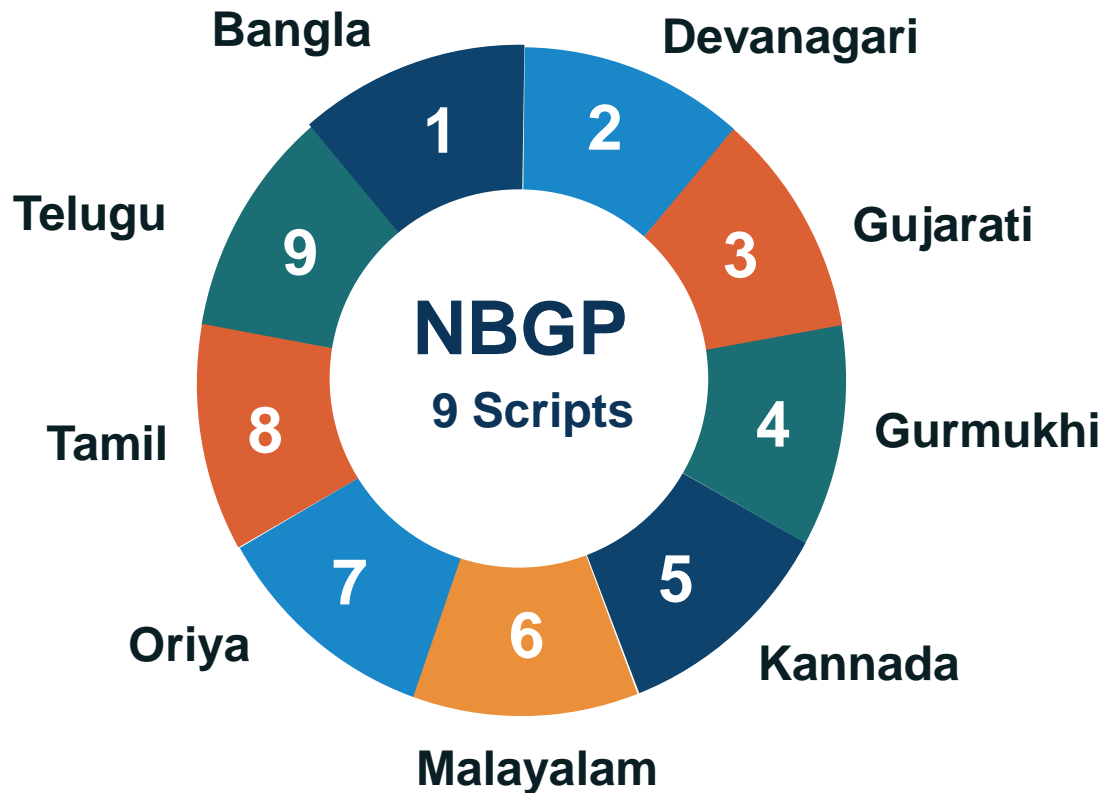 Bangla
Devanagari
1
2
Telugu
Gujarati
9
3
NBGP
9 Scripts
Tamil
8
4
Gurmukhi
7
5
6
Oriya
Kannada
Malayalam